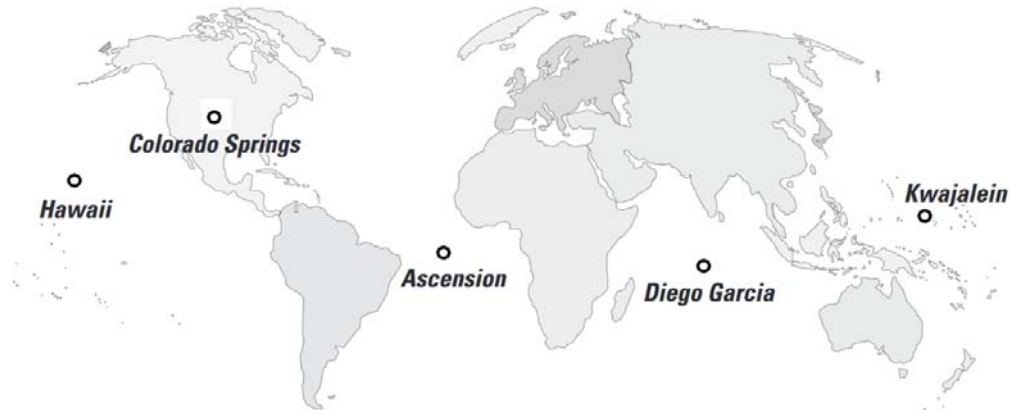 Colorado Springs
Kwajalein
Hawaii
Ascension
Diego Garcia